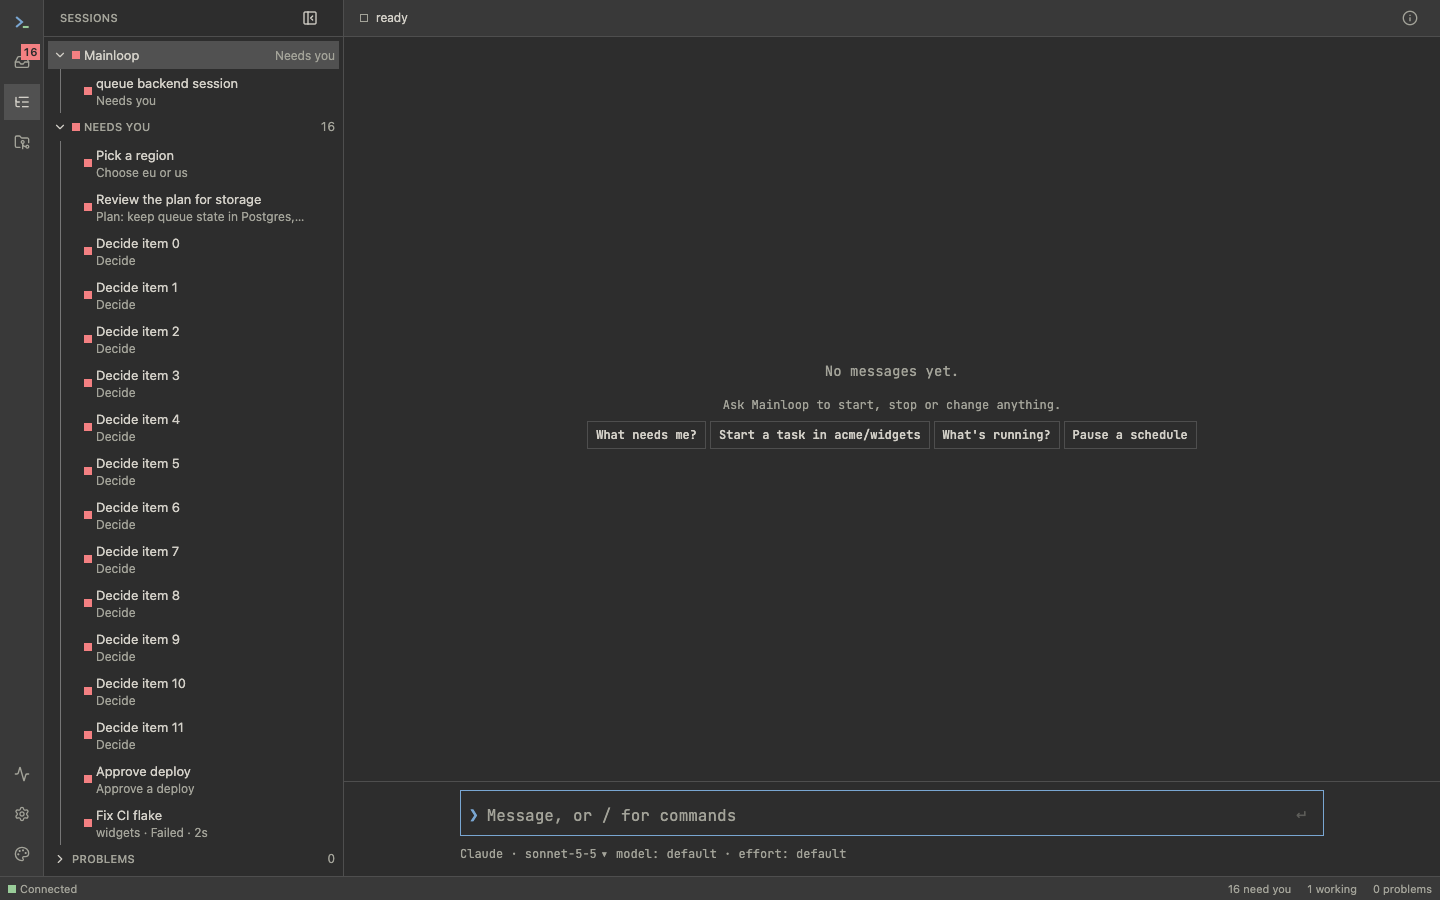 SESSIONS
ready
16
Mainloop
Needs you
queue backend session
Needs you
NEEDS YOU
16
Pick a region
Choose eu or us
Review the plan for storage
Plan: keep queue state in Postgres,...
Decide item 0
Decide
Decide item 1
Decide
Decide item 2
Decide
Decide item 3
Decide
Decide item 4
Decide
Decide item 5
Decide
Decide item 6
Decide
Decide item 7
Decide
Decide item 8
Decide
Decide item 9
Decide
Decide item 10
Decide
Decide item 11
Decide
Approve deploy
Approve a deploy
Fix CI flake
widgets · Failed · 2s
PROBLEMS
0
No messages yet.
Ask Mainloop to start, stop or change anything.
What needs me?
Start a task in acme/widgets
What's running?
Pause a schedule
❯ Message, or / for commands
Claude · sonnet-5-5 ▾ model: default · effort: default
Connected
16 need you
1 working
0 problems